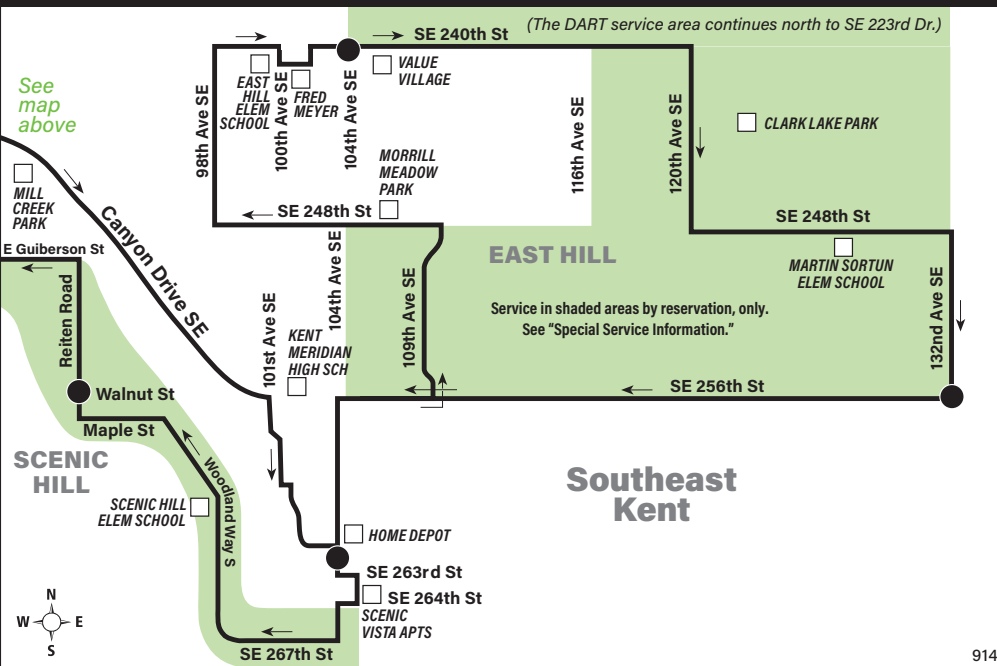 (The DART service area continues north to SE 223rd Dr.)
SE 240th St
See
map
above
98th Ave SE
EAST
HILL
ELEM
SCHOOL
100th Ave SE
FRED
MEYER
104th Ave SE
VALUE
VILLAGE
116th Ave SE
120th Ave SE
CLARK LAKE PARK
MORRILL
MEADOW
PARK
MILL
CREEK
PARK
SE 248th St
SE 248th St
E Guiberson St
Canyon Drive SE
104th Ave SE
EAST HILL
MARTIN SORTUN
ELEM SCHOOL
Reiten Road
101st Ave SE
KENT
MERIDIAN
HIGH SCH
109th Ave SE
Service in shaded areas by reservation, only.
See “Special Service Information.”
132nd Ave SE
Walnut St
SE 256th St
Maple St
SCENIC
HILL
Woodland Way S
SCENIC HILL
ELEM SCHOOL
Southeast
Kent
HOME DEPOT
SE 263rd St
SE 264th St
SCENIC
VISTA APTS
N
W
E
S
SE 267th St
914